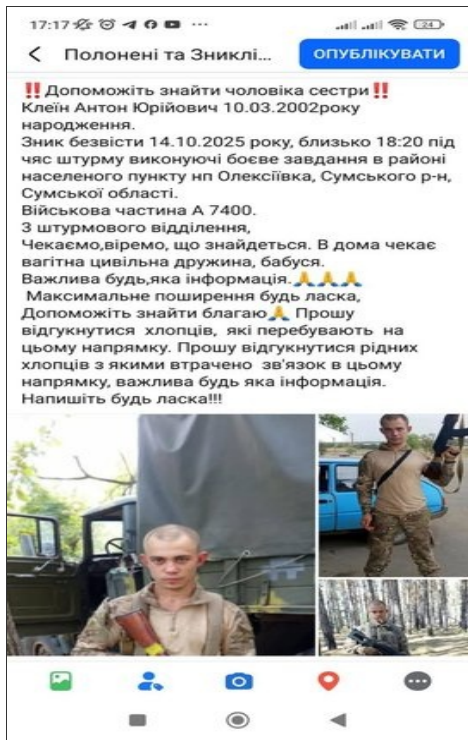 17:17
24
Полонені та Зниклі...
ОПУБЛІКУВАТИ
‼️Допоможіть знайти чоловіка сестри‼️
Клеїн Антон Юрійович 10.03.2002року
народження.
Зник безвісти 14.10.2025 року, близько 18:20 під
чяс штурму виконуючі боєве завдання в районі
населеного пункту нп Олексіївка, Сумського р-н,
Сумської області.
Військова частина А 7400.
3 штурмового відділення,
Чекаємо,віремо, що знайдеться. В дома чекає
вагітна цивільна дружина, бабуся.
Важлива будь,яка інформація.🙏🙏🙏
Максимальне поширення будь ласка,
Допоможіть знайти благаю🙏 Прошу
відгукнутися хлопців, які перебувають на
цьому напрямку. Прошу відгукнутися рідних
хлопців з якими втрачено зв'язок в цьому
напрямку, важлива будь яка інформація.
Напишіть будь ласка!!!